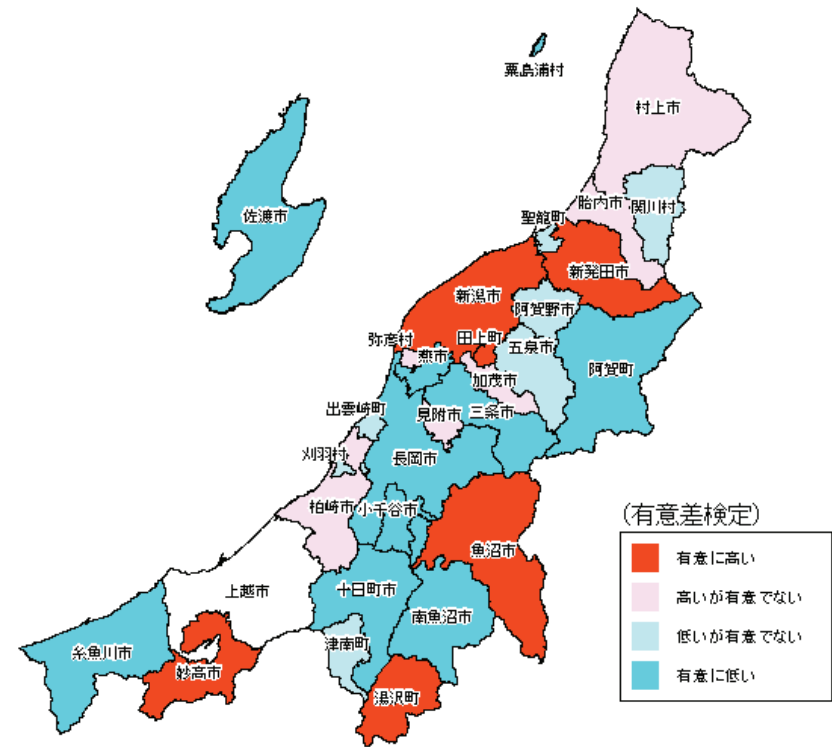 粟島浦村
村上市
佐渡市
胎内市
関川村
聖籠町
新発田市
新潟市
阿賀野市
弥彦村
田上町
五泉市
燕市
阿賀町
加茂市
出雲崎町
見附市
三条市
刈羽村
長岡市
柏崎市
小千谷市
魚沼市
上越市
十日町市
南魚沼市
糸魚川市
津南町
妙高市
湯沢町
(有意差検定)
有意に高い
高いが有意でない
低いが有意でない
有意に低い